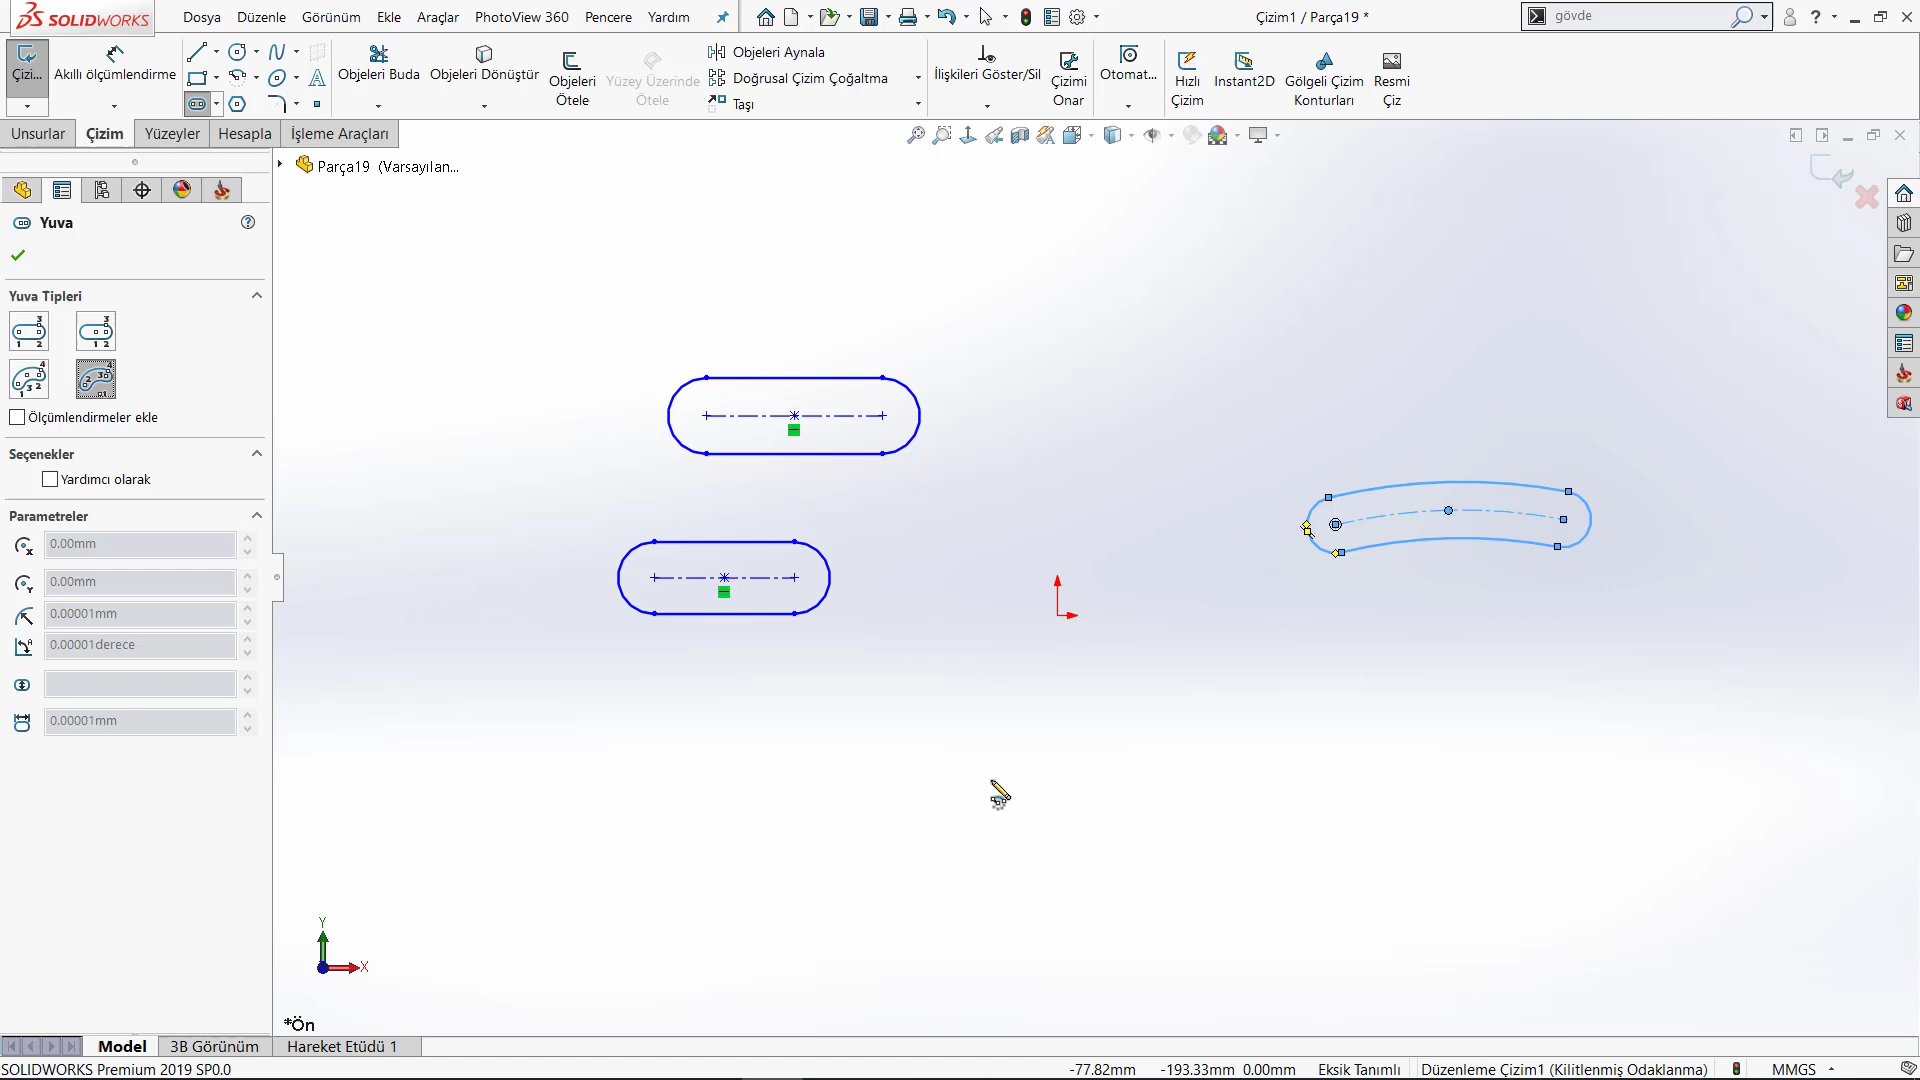 SOLIDWORKS
Dosya Düzenle Görünüm Ekle Araçlar PhotoView 360 Pencere Yardım
Çizim1 / Parça19 *
gövde
Çizi...
Akıllı ölçümlendirme
Objeleri Buda
Objeleri Dönüştür
Objeleri Ötele
Yüzey Üzerinde Ötele
Objeleri Aynala
Doğrusal Çizim Çoğaltma
Taşı
İlişkileri Göster/Sil
Çizimi Onar
Otomat...
Hızlı Çizim
Instant2D
Gölgeli Çizim Konturları
Resmi Çiz
Unsurlar Çizim Yüzeyler Hesapla İşleme Araçları
Parça19 (Varsayılan...
Yuva
Yuva Tipleri
Ölçümlendirmeler ekle
Seçenekler
Yardımcı olarak
Parametreler
0.00mm
0.00mm
0.00001mm
0.00001derece
0.00001mm
Y
X
*Ön
Model 3B Görünüm Hareket Etüdü 1
SOLIDWORKS Premium 2019 SP0.0
-77.82mm -193.33mm 0.00mm Eksik Tanımlı Düzenleme Çizim1 (Kilitlenmiş Odaklanma) MMGS